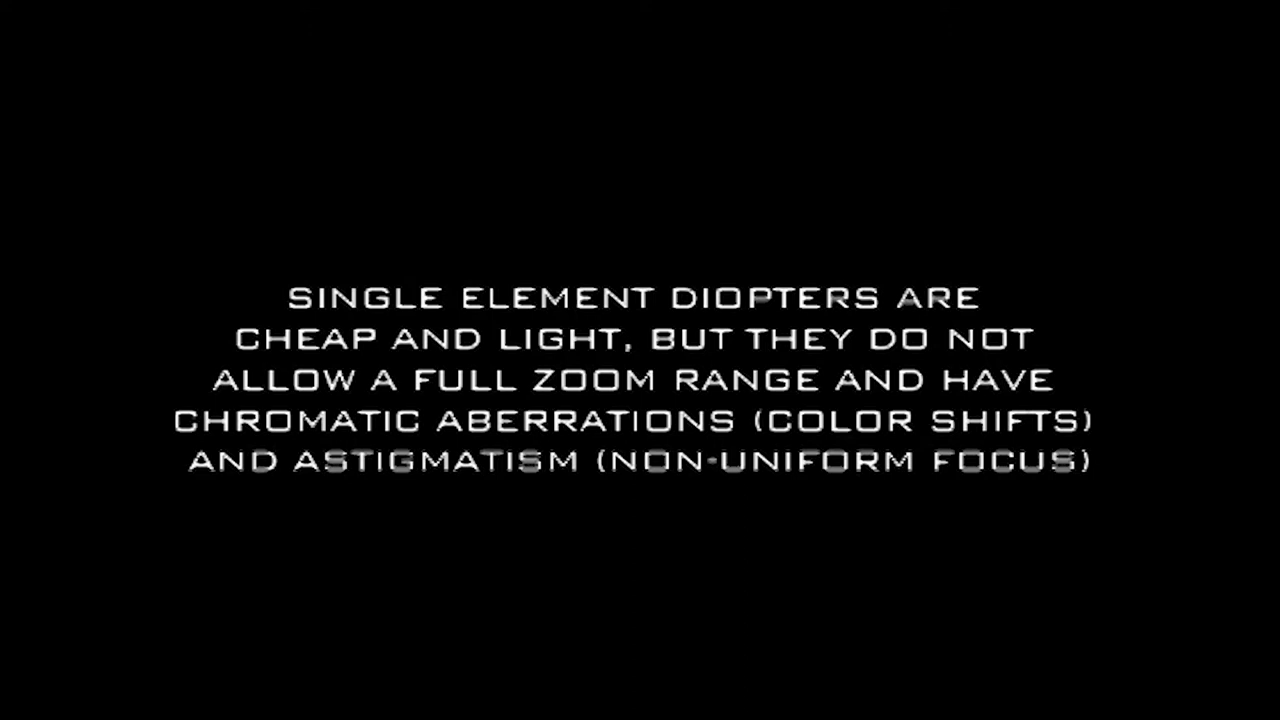 SINGLE ELEMENT DIOPTERS ARE
CHEAP AND LIGHT, BUT THEY DO NOT
ALLOW A FULL ZOOM RANGE AND HAVE
CHROMATIC ABERRATIONS (COLOR SHIFTS)
AND ASTIGMATISM (NON-UNIFORM FOCUS)